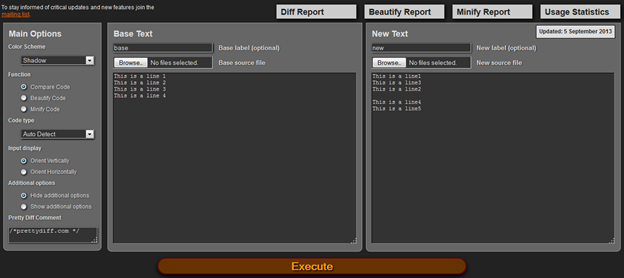 To stay informed of critical updates and new features join the
mailing list.
Diff Report
Beautify Report
Minify Report
Usage Statistics
Updated: 5 September 2013
Main Options
Color Scheme
Shadow
Function
Compare Code
Beautify Code
Minify Code
Code type
Auto Detect
Input display
Orient Vertically
Orient Horizontally
Additional options
Hide additional options
Show additional options
Pretty Diff Comment
/*prettydiff.com */
Base Text
base
Base label (optional)
Browse.. No files selected.
Base source file
This is a line 1
This is a line 2
This is a line 3
This is a line 4
New Text
new
New label (optional)
Browse.. No files selected.
New source file
This is a line1
This is a line3
This is a line2
This is a line4
This is a line5
Execute